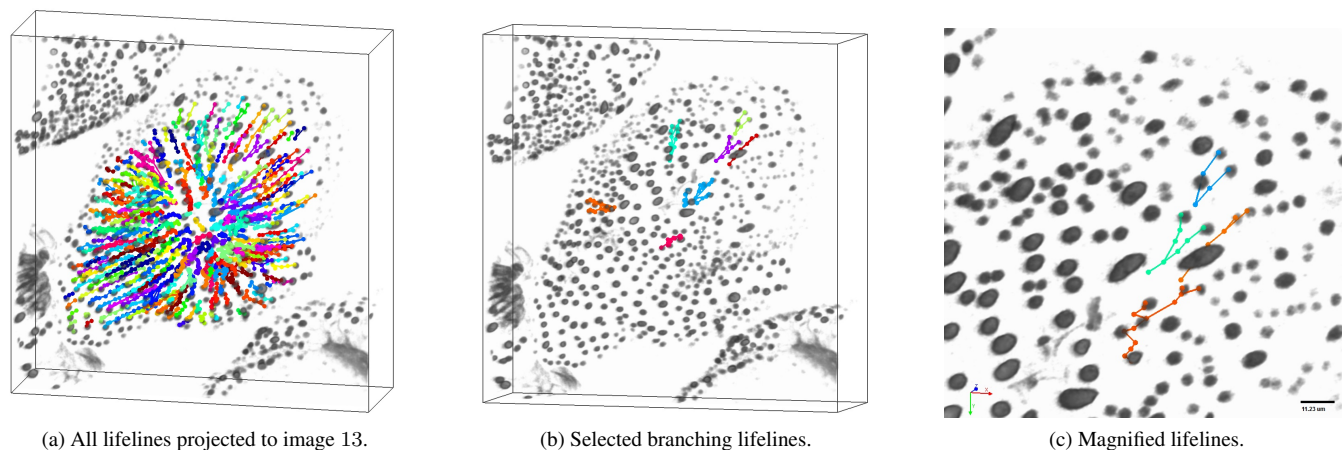 Z
X
Y
11.23 um
(a) All lifelines projected to image 13.
(b) Selected branching lifelines.
(c) Magnified lifelines.